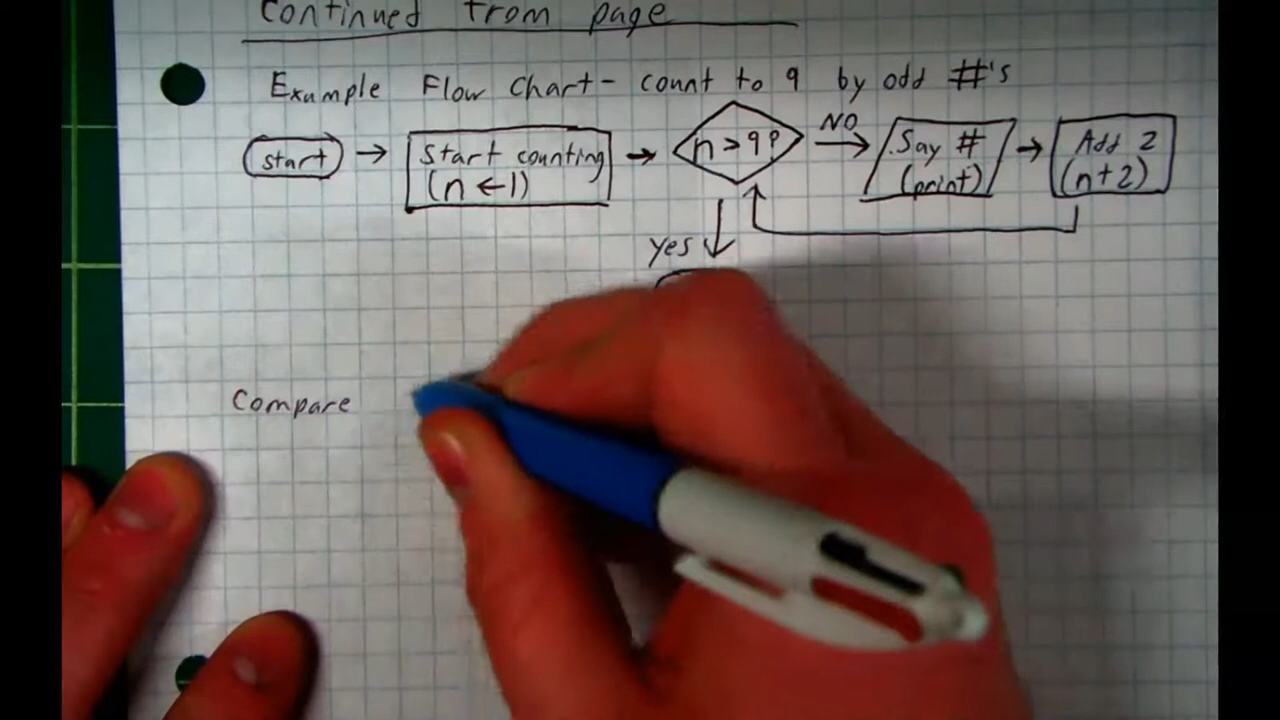 Continued from page
Example Flow Chart - count to 9 by odd #'s
start
Start counting
(n ← 1)
n > 9?
NO
Say #
(print)
Add 2
(n+2)
yes
Compare